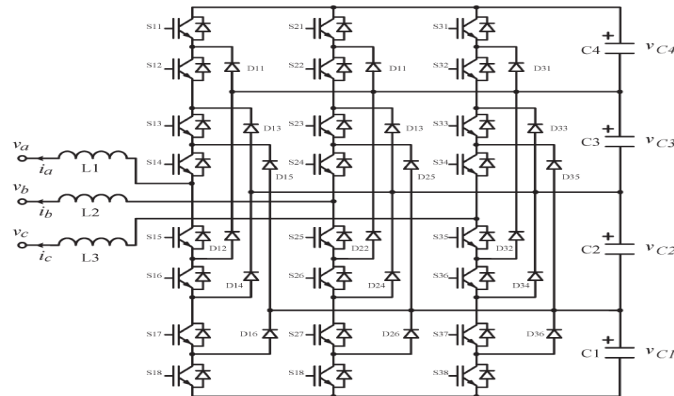 S11 S21 S31
C4 vC4
S12 D11 S22 D11 S32 D31
S13 D13 S23 D13 S33 D33 C3 vC3
va
ia L1 S14 D15 S24 D25 S34 D35
vb
ib L2
vc
ic L3 S15 D12 S25 D22 S35 D32 C2 vC2
S16 D14 S26 D24 S36 D34
S17 D16 S27 D26 S37 D36
C1 vC1
S18 S18 S38